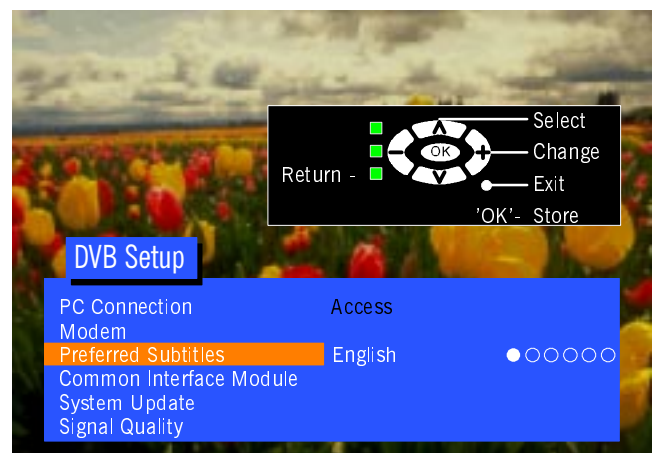 Select
OK
Change
Return -
Exit
'OK'- Store
DVB Setup
PC Connection Access
Modem
Preferred Subtitles English
Common Interface Module
System Update
Signal Quality